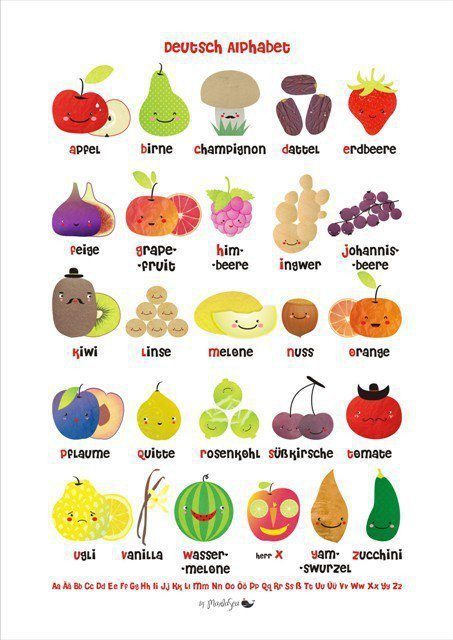 Deutsch Alphabet
apfel birne champignon dattel erdbeere
feige grape- him- ingwer johannis-
-fruit -beere -beere
kiwi linse melone nuss orange
pflaume quitte rosenkohl süßkirsche tomate
ugli vanilla wasser- herr X yam- zucchini
-melone -swurzel
Aa Ää Bb Cc Dd Ee Ff Gg Hh Ii Jj Kk Ll Mm Nn Oo Öö Pp Qq Rr Ss ß Tt Uu Üü Vv Ww Xx Yy Zz
by